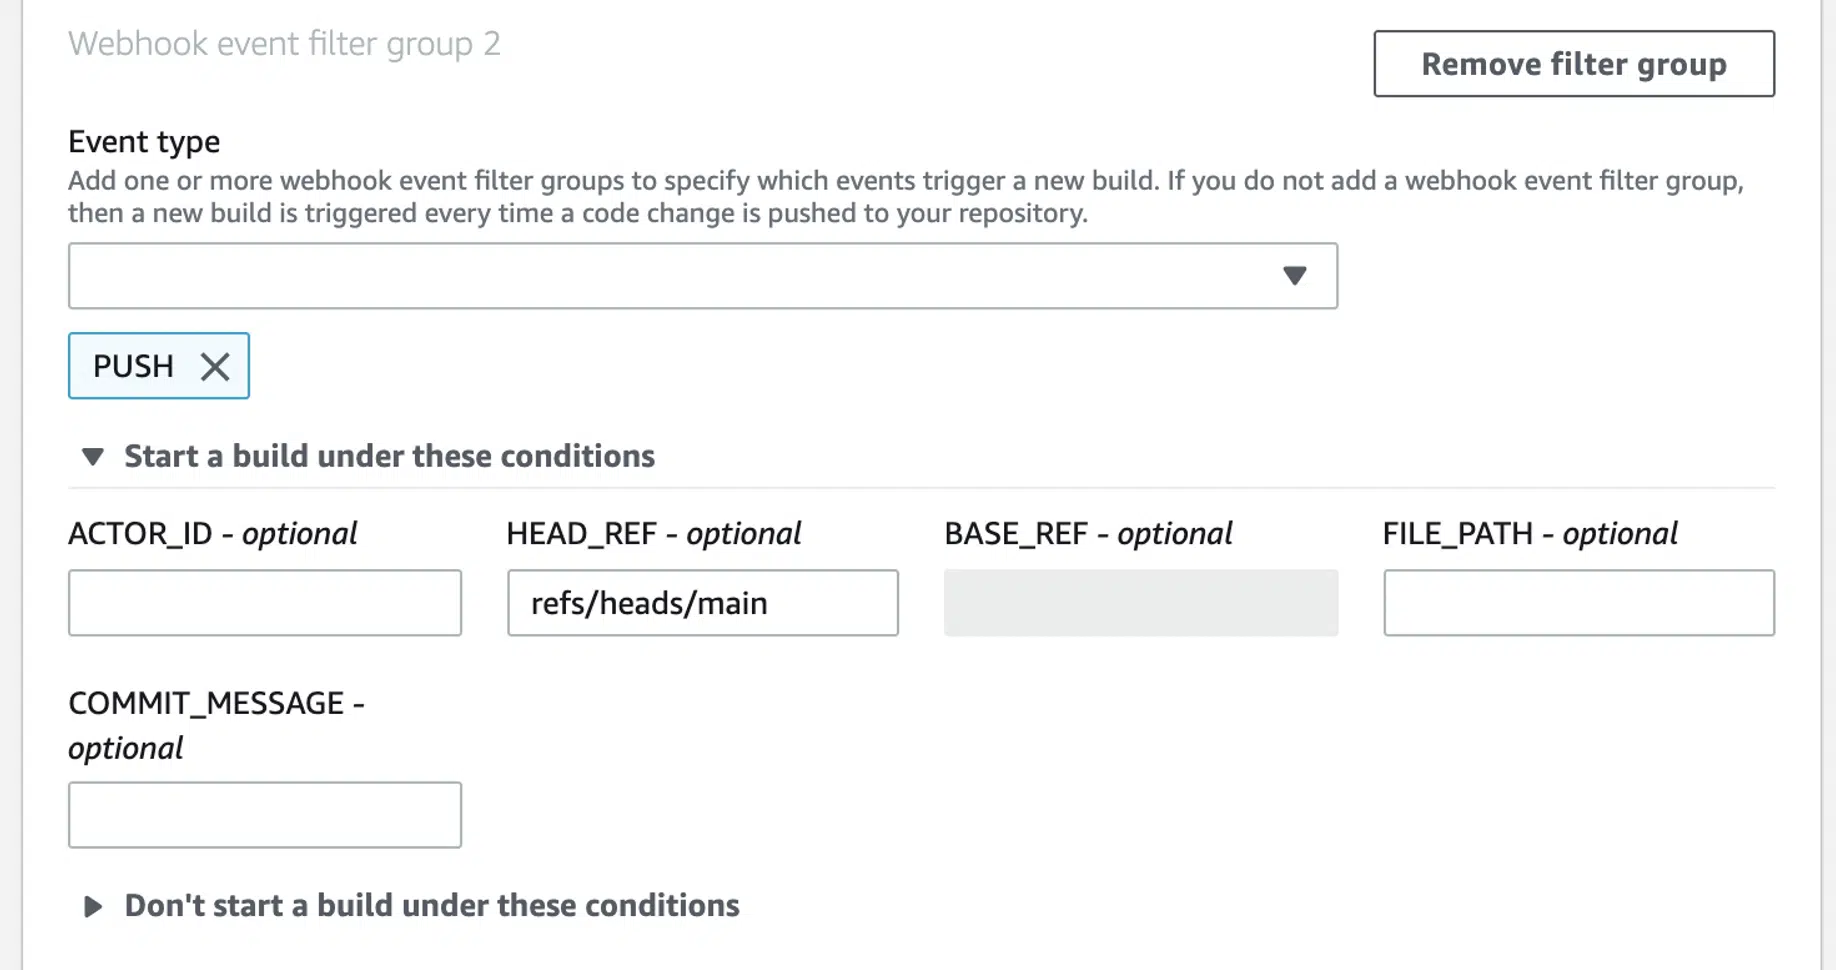 Webhook event filter group 2
Remove filter group
Event type
Add one or more webhook event filter groups to specify which events trigger a new build. If you do not add a webhook event filter group,
then a new build is triggered every time a code change is pushed to your repository.
PUSH
Start a build under these conditions
ACTOR_ID - optional
HEAD_REF - optional
BASE_REF - optional
FILE_PATH - optional
refs/heads/main
COMMIT_MESSAGE -
optional
Don't start a build under these conditions